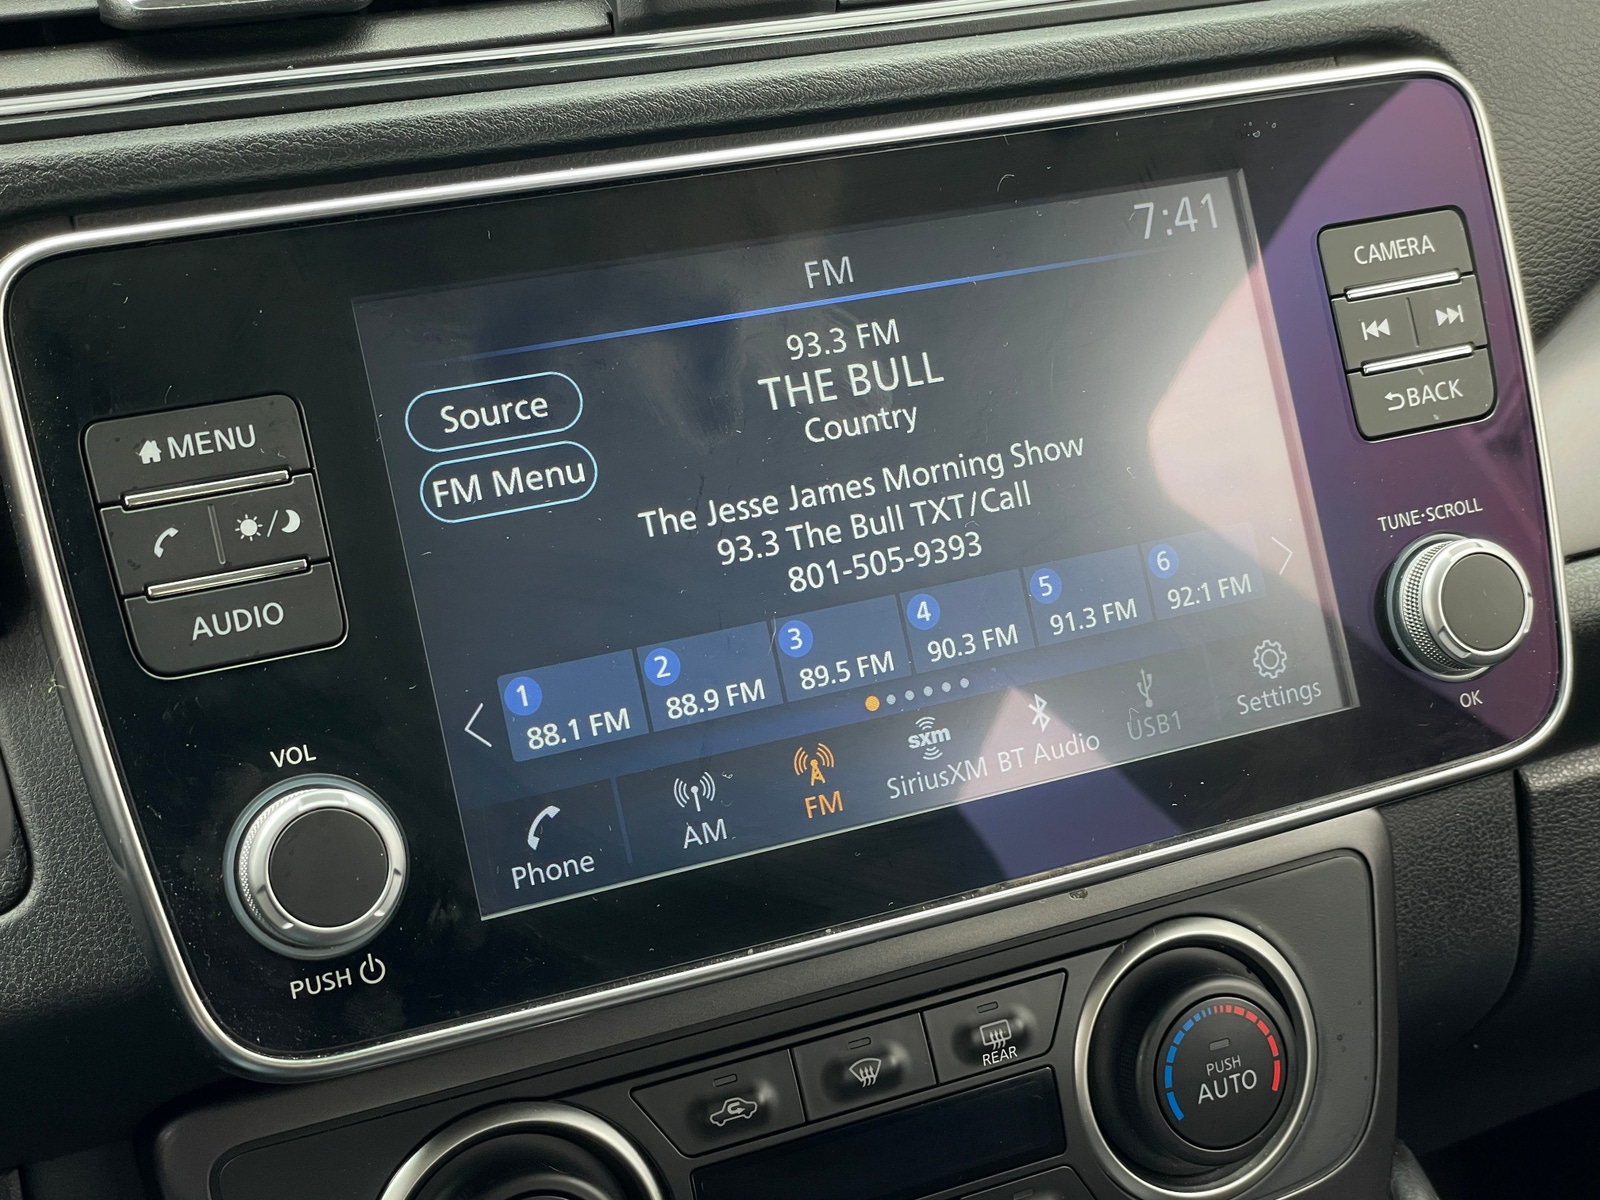 7:41
FM
93.3 FM
THE BULL
Country
Source
FM Menu
The Jesse James Morning Show
93.3 The Bull TXT/Call
801-505-9393
1
88.1 FM
2
88.9 FM
3
89.5 FM
4
90.3 FM
5
91.3 FM
6
92.1 FM
Phone
AM
FM
sxm
SiriusXM
BT Audio
USB1
Settings
MENU
AUDIO
VOL
PUSH
CAMERA
BACK
TUNE·SCROLL
OK
REAR
PUSH
AUTO